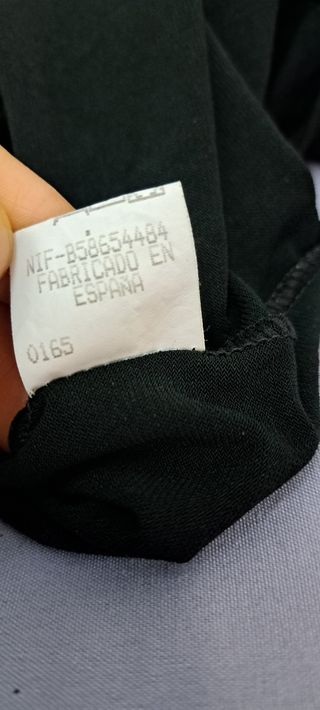 NIF-B58654484
FABRICADO EN
ESPAÑA
0165